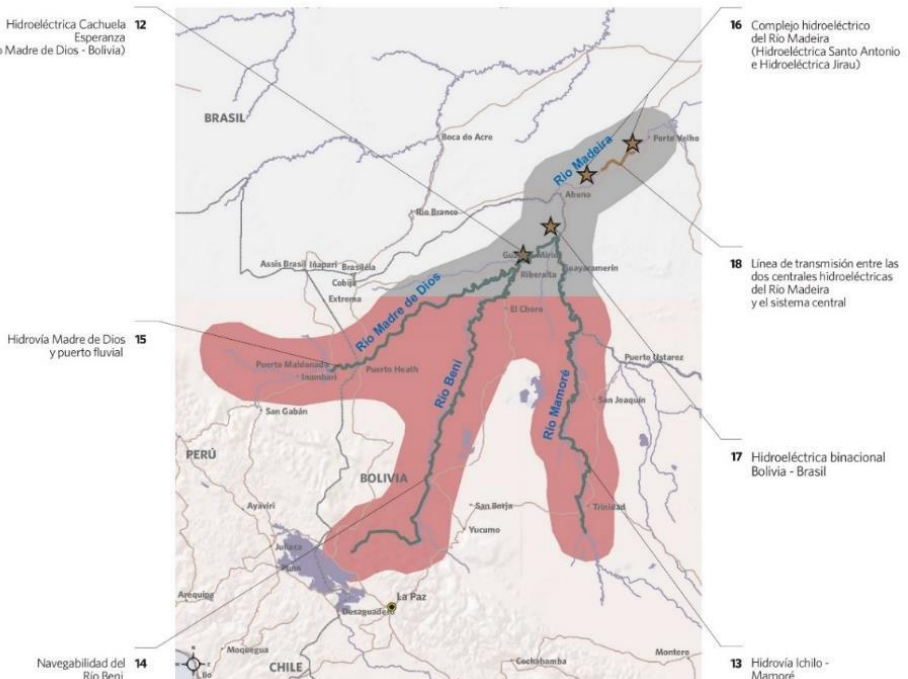 Hidroeléctrica Cachuela 12
Esperanza
o Madre de Dios - Bolivia)
16 Complejo hidroeléctrico
del Río Madeira
(Hidroeléctrica Santo Antonio
e Hidroeléctrica Jirau)
BRASIL
Boca do Acre
Porto Velho
Río Madeira
Abuna
Rio Branco
Assis Brasil Iñapari Brasiléia
Cobija
Extrema
Riberalta
Guayaramerín
18 Línea de transmisión entre las
dos centrales hidroeléctricas
del Río Madeira
y el sistema central
Río Madre de Dios
El Choro
Hidrovía Madre de Dios 15
y puerto fluvial
Puerto Maldonado
Inambari
Puerto Heath
Río Beni
Río Mamoré
Puerto Ustarez
San Joaquín
San Gabán
PERÚ
BOLIVIA
17 Hidroeléctrica binacional
Bolivia - Brasil
Ayaviri
San Borja
Trinidad
Yucumo
Juliaca
Puno
Arequipa
La Paz
Desaguadero
Moquegua
CHILE
Cochabamba
Montero
Navegabilidad del 14
Río Beni
13 Hidrovía Ichilo -
Mamoré